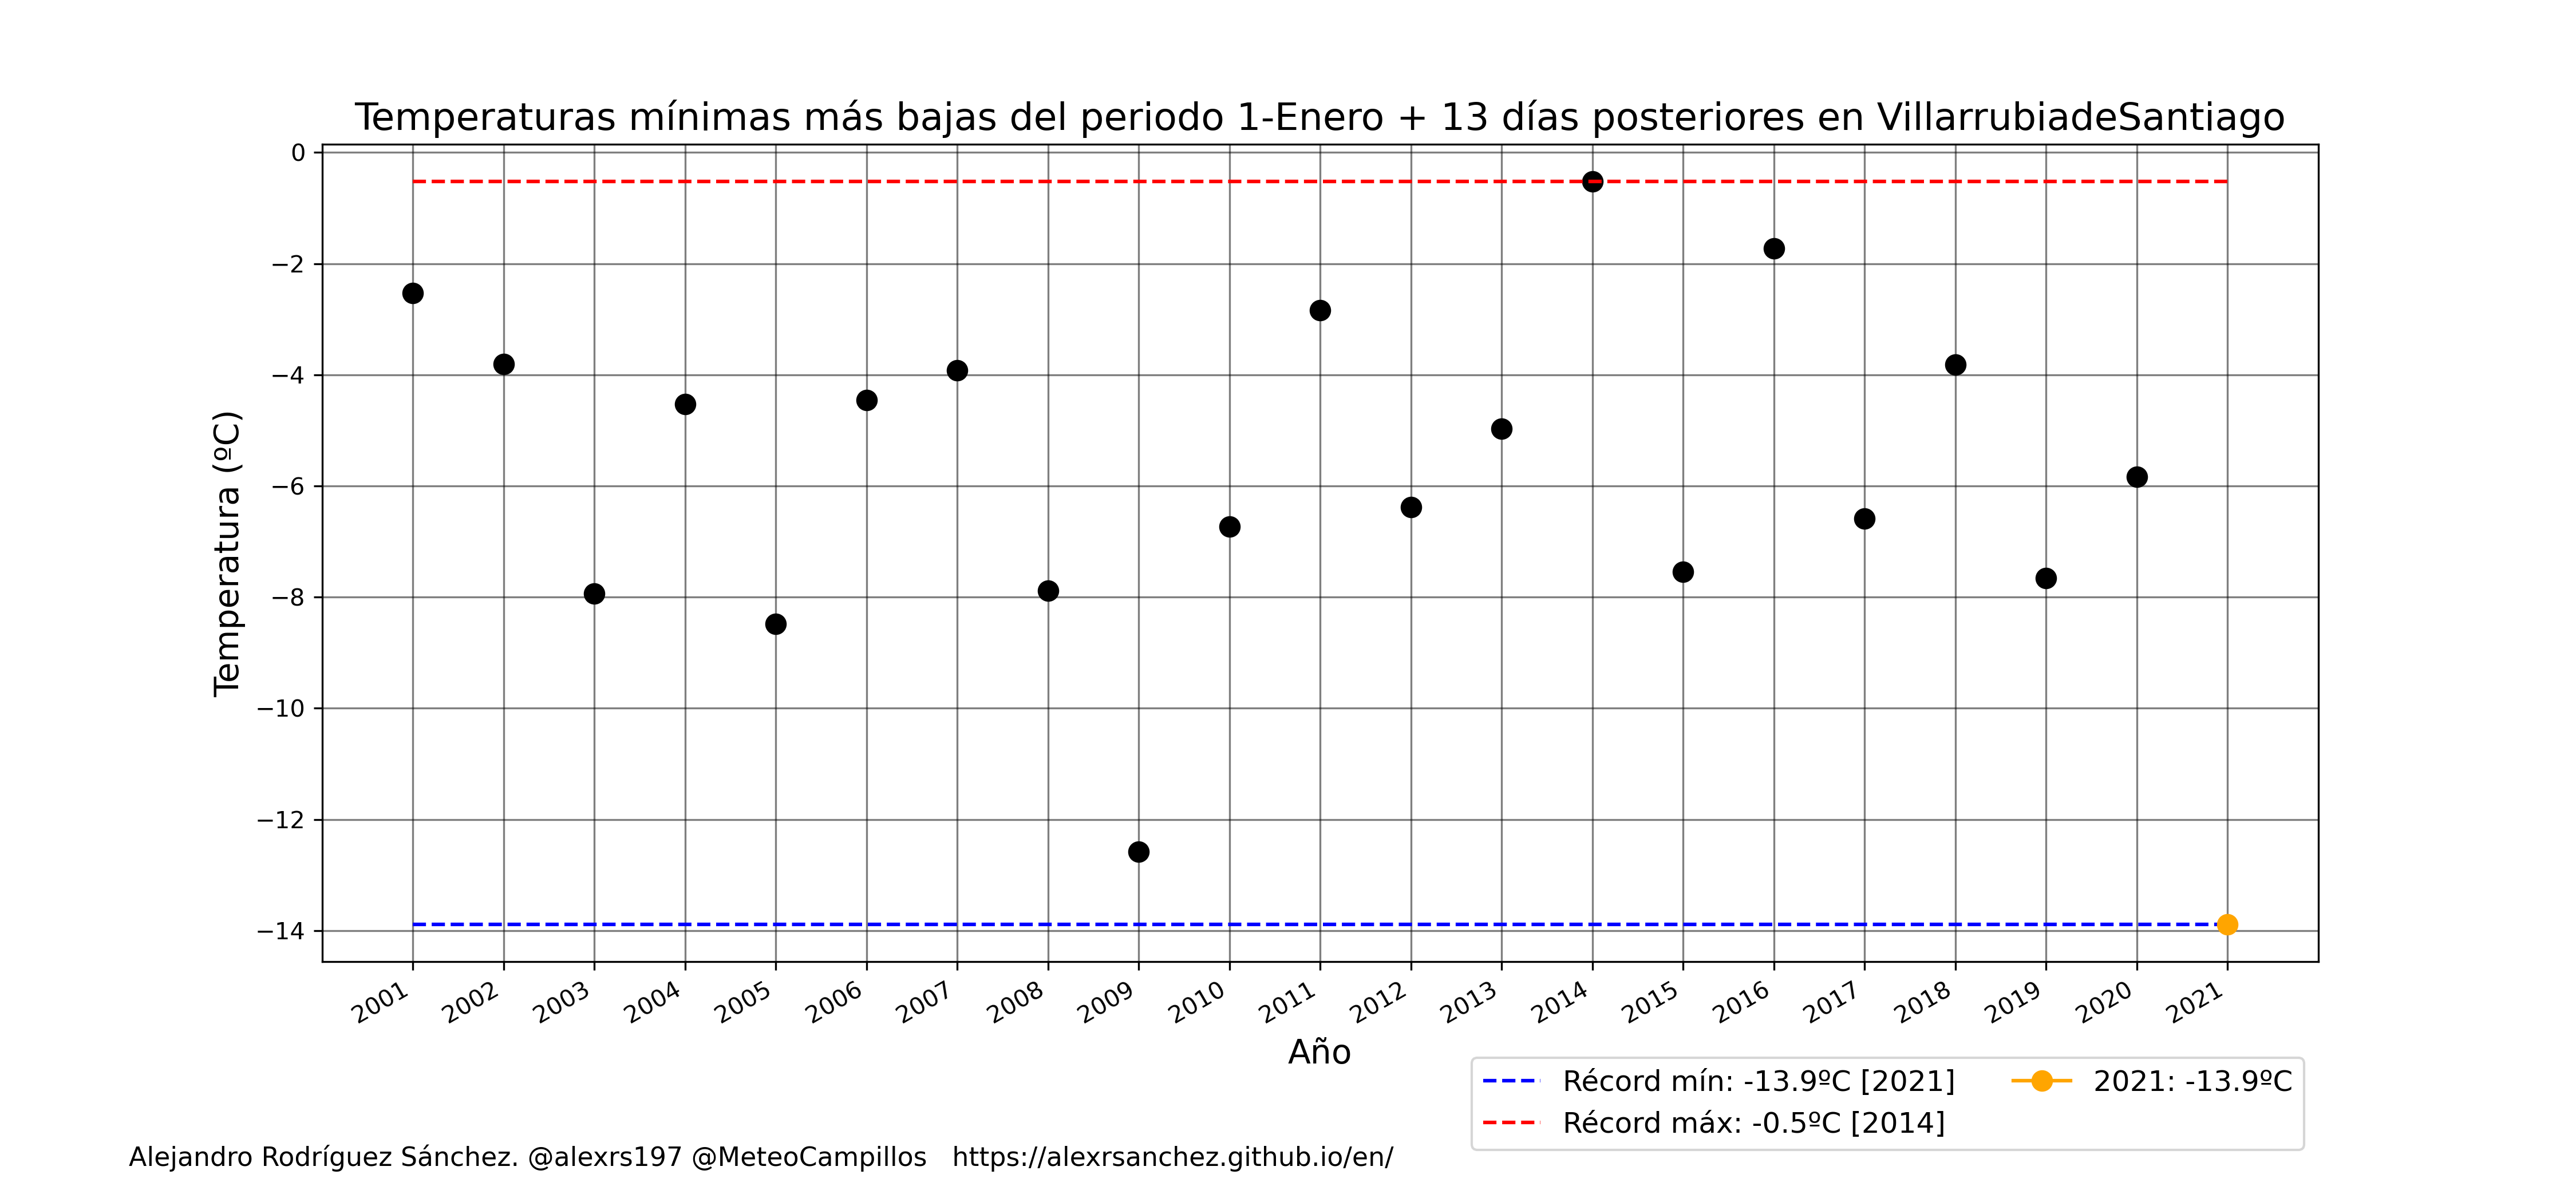 Temperaturas mínimas más bajas del periodo 1-Enero + 13 días posteriores en VillarrubiadeSantiago
Temperatura (ºC)
0
−2
−4
−6
−8
−10
−12
−14
2001 2002 2003 2004 2005 2006 2007 2008 2009 2010 2011 2012 2013 2014 2015 2016 2017 2018 2019 2020 2021
Año
Récord mín: -13.9ºC [2021] 2021: -13.9ºC
Récord máx: -0.5ºC [2014]
Alejandro Rodríguez Sánchez. @alexrs197 @MeteoCampillos https://alexrsanchez.github.io/en/